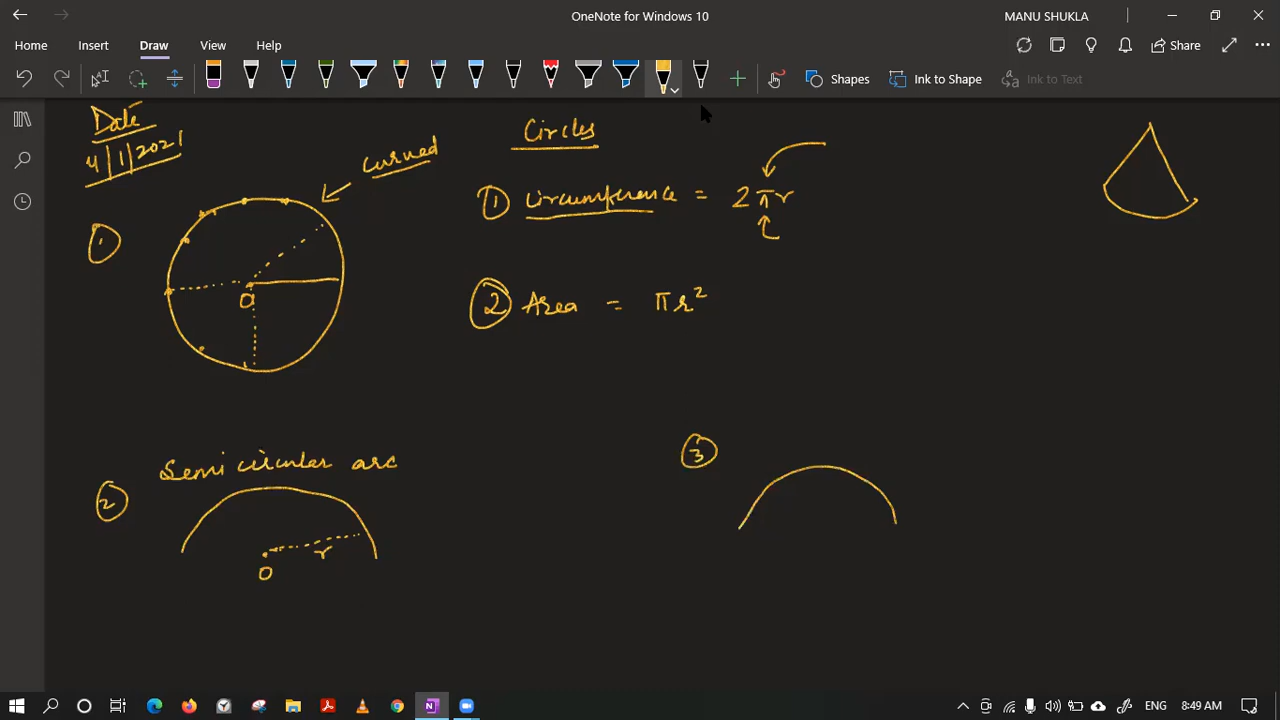 OneNote for Windows 10
MANU SHUKLA
Home Insert Draw View Help
Share
Shapes
Ink to Shape
Ink to Text
Date
4|1|2021
Circles
curved
① Circumference = 2πr
①
O
② Area = πr²
Semi circular arc
②
r
O
③
ENG 8:49 AM